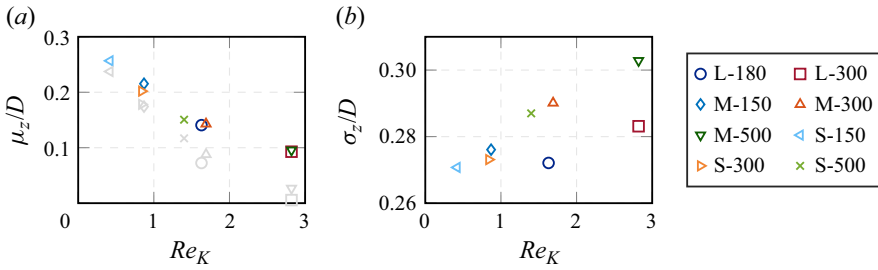 (a)
0.3
0.2
0.1
0
1
2
3
μz/D
ReK
(b)
0.30
0.28
0.26
0
1
2
3
σz/D
ReK
L-180
L-300
M-150
M-300
M-500
S-150
S-300
S-500